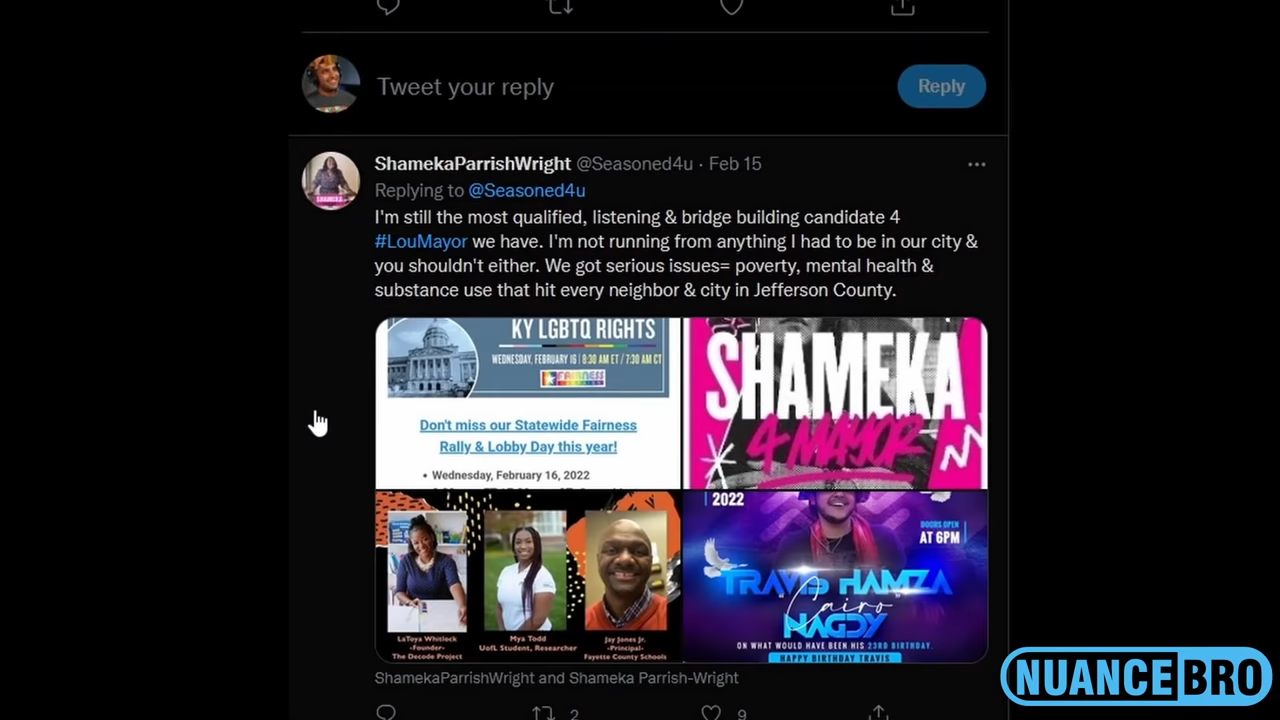 Tweet your reply
Reply
ShamekaParrishWright @Seasoned4u · Feb 15
Replying to @Seasoned4u
I'm still the most qualified, listening & bridge building candidate 4
#LouMayor we have. I'm not running from anything I had to be in our city &
you shouldn't either. We got serious issues= poverty, mental health &
substance use that hit every neighbor & city in Jefferson County.
KY LGBTQ RIGHTS
WEDNESDAY, FEBRUARY 16 | 8:30 AM ET / 7:30 AM CT
FAIRNESS
Don't miss our Statewide Fairness
Rally & Lobby Day this year!
• Wednesday, February 16, 2022
SHAMEKA
4 MAYOR
SHAMEKA
LaToya Whitlock
-Founder-
The Decode Project
Mya Todd
UofL Student, Researcher
Jay Jones Jr.
-Principal-
Fayette County Schools
2022
DOORS OPEN
AT 6PM
TRAVIS HAMZA
"Cairo"
NAGDY
ON WHAT WOULD HAVE BEEN HIS 23RD BIRTHDAY.
HAPPY BIRTHDAY TRAVIS
ShamekaParrishWright and Shameka Parrish-Wright
2
9
NUANCE BRO